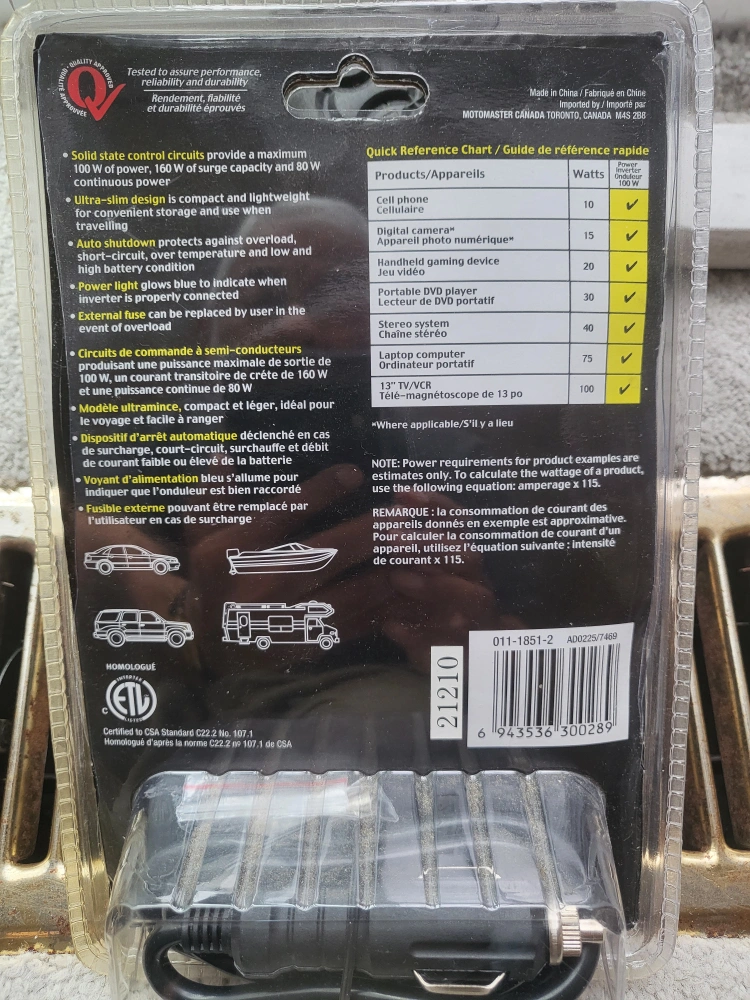 QUALITY APPROVED
QUALITÉ APPROUVÉE
Tested to assure performance,
reliability and durability
Rendement, fiabilité
et durabilité éprouvés
Made in China / Fabriqué en Chine
Imported by / Importé par
MOTOMASTER CANADA TORONTO, CANADA M4S 2B8
• Solid state control circuits provide a maximum
100 W of power, 160 W of surge capacity and 80 W
continuous power
• Ultra-slim design is compact and lightweight
for convenient storage and use when
travelling
• Auto shutdown protects against overload,
short-circuit, over temperature and low and
high battery condition
• Power light glows blue to indicate when
inverter is properly connected
• External fuse can be replaced by user in the
event of overload
• Circuits de commande à semi-conducteurs
produisant une puissance maximale de sortie de
100 W, un courant transitoire de créte de 160 W
et une puissance continue de 80 W
• Modèle ultramince, compact et léger, idéal pour
le voyage et facile à ranger
• Dispositif d'arrêt automatique déclenché en cas
de surcharge, court-circuit, surchauffe et débit
de courant faible ou élevé de la batterie
• Voyant d'alimentation bleu s'allume pour
indiquer que l'onduleur est bien raccordé
• Fusible externe pouvant être remplacé par
l'utilisateur en cas de surcharge
Quick Reference Chart / Guide de référence rapide
Products/Appareils Watts Power Inverter Onduleur 100 W
Cell phone
Cellulaire 10 ✓
Digital camera*
Appareil photo numérique* 15 ✓
Handheld gaming device
Jeu vidéo 20 ✓
Portable DVD player
Lecteur de DVD portatif 30 ✓
Stereo system
Chaîne stéréo 40 ✓
Laptop computer
Ordinateur portatif 75 ✓
13" TV/VCR
Télé-magnétoscope de 13 po 100 ✓
*Where applicable/S'il y a lieu
NOTE: Power requirements for product examples are
estimates only. To calculate the wattage of a product,
use the following equation: amperage x 115.
REMARQUE : la consommation de courant des
appareils donnés en exemple est approximative.
Pour calculer la consommation de courant d'un
appareil, utilisez l'équation suivante : intensité
de courant x 115.
HOMOLOGUÉ
INTERTEK
C ETL
LISTED
Certified to CSA Standard C22.2 No. 107.1
Homologué d'après la norme C22.2 nº 107.1 de CSA
21210
011-1851-2 AD0225/7469
6 943536 300289